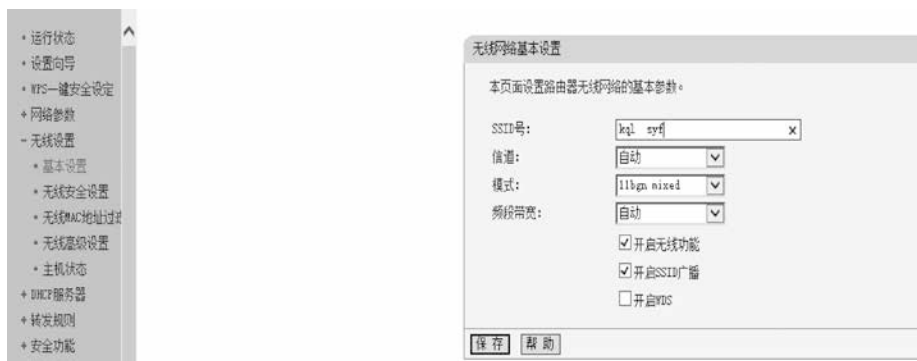 • 运行状态
• 设置向导
• WPS一键安全设定
+ 网络参数
- 无线设置
• 基本设置
• 无线安全设置
• 无线MAC地址过滤
• 无线高级设置
• 主机状态
+ DHCP服务器
+ 转发规则
+ 安全功能
无线网络基本设置
本页面设置路由器无线网络的基本参数。
SSID号: kql syf x
信道: 自动
模式: 11bgn mixed
频段带宽: 自动
开启无线功能
开启SSID广播
开启WDS
保存 帮助